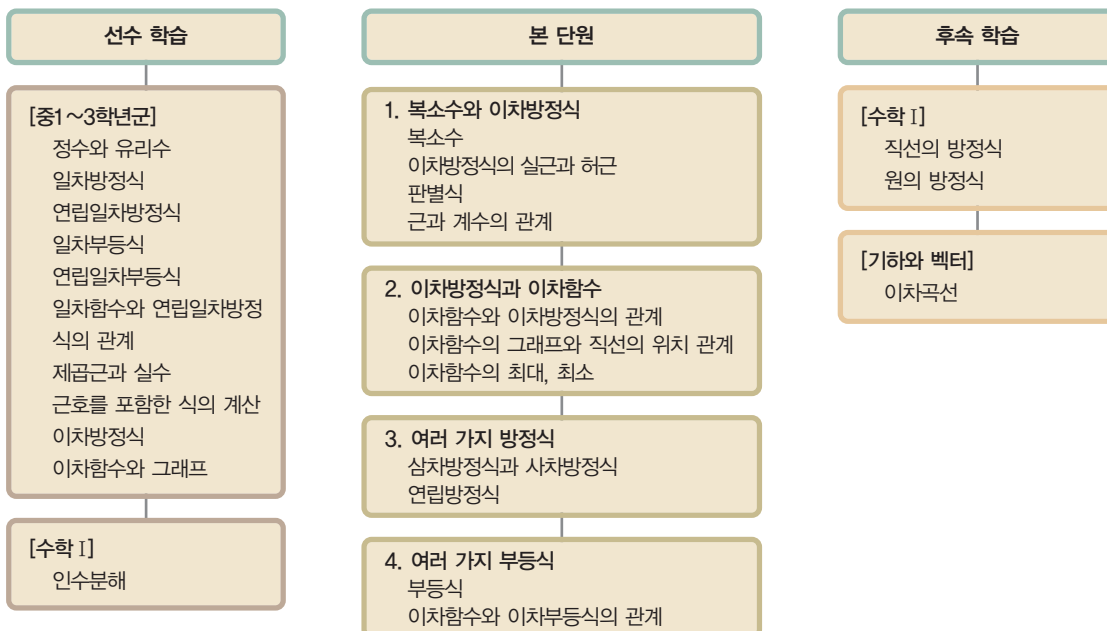 선수 학습
[중1~3학년군]
정수와 유리수
일차방정식
연립일차방정식
일차부등식
연립일차부등식
일차함수와 연립일차방정
식의 관계
제곱근과 실수
근호를 포함한 식의 계산
이차방정식
이차함수와 그래프
[수학 I]
인수분해
본 단원
1. 복소수와 이차방정식
복소수
이차방정식의 실근과 허근
판별식
근과 계수의 관계
2. 이차방정식과 이차함수
이차함수와 이차방정식의 관계
이차함수의 그래프와 직선의 위치 관계
이차함수의 최대, 최소
3. 여러 가지 방정식
삼차방정식과 사차방정식
연립방정식
4. 여러 가지 부등식
부등식
이차함수와 이차부등식의 관계
후속 학습
[수학 I]
직선의 방정식
원의 방정식
[기하와 벡터]
이차곡선